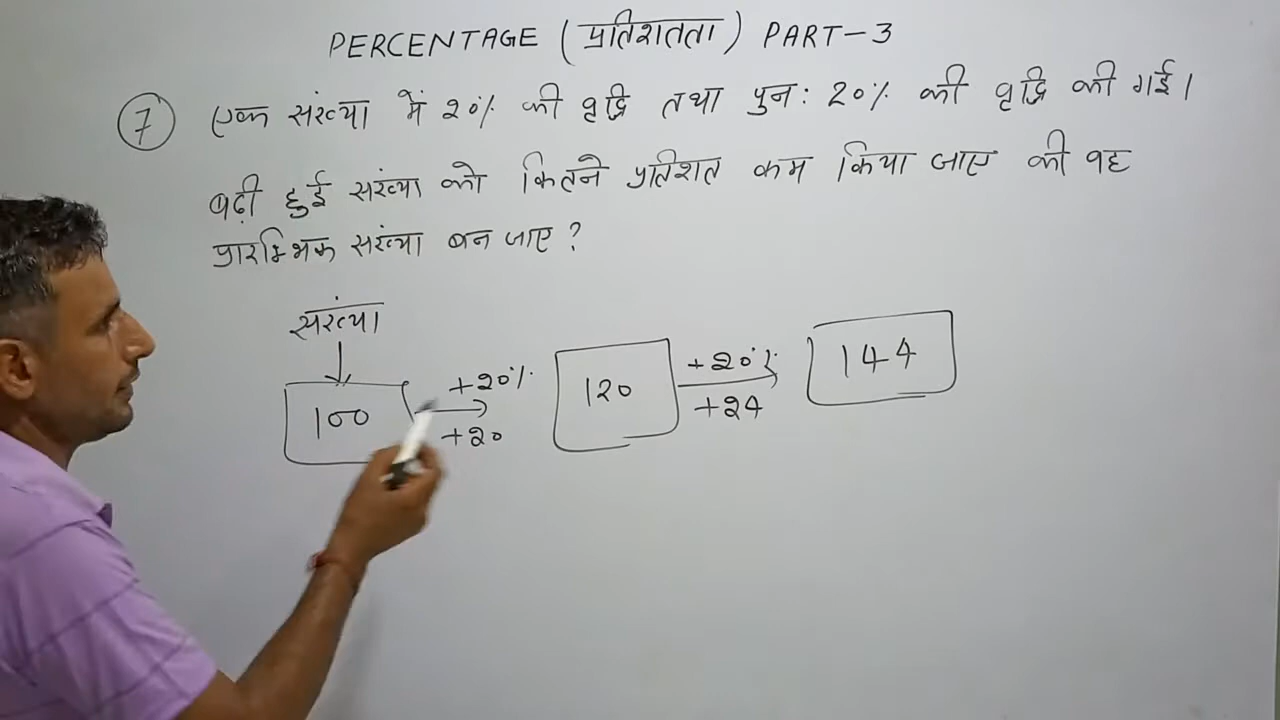 PERCENTAGE (प्रतिशतता) PART-3
7 एक संख्या में 20% की वृद्धि तथा पुन: 20% की वृद्धि की गई।
बढ़ी हुई संख्या को कितने प्रतिशत कम किया जाए की वह
प्रारम्भिक संख्या बन जाए ?
संख्या
100 +20% +20 120 +20% +24 144